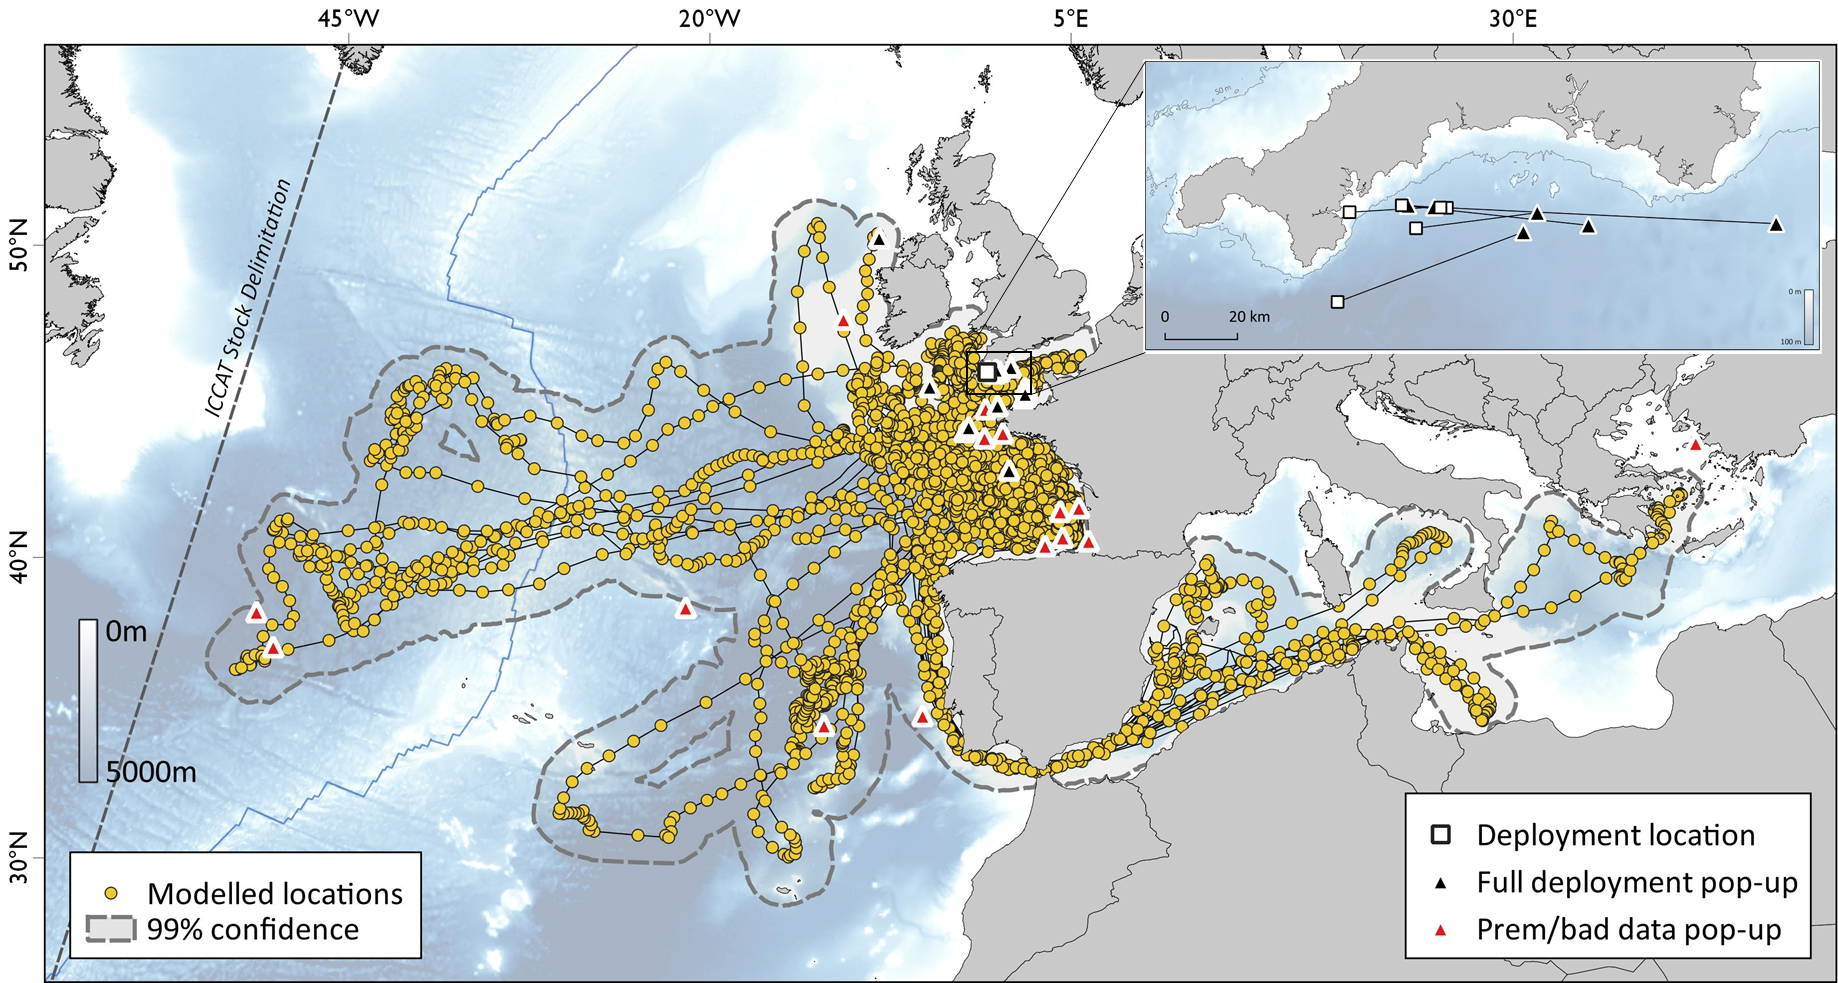 45°W 20°W 5°E 30°E
50°N
40°N
30°N
ICCAT Stock Delimitation
50 m
0 20 km
0 m
100 m
0m
5000m
Modelled locations
99% confidence
Deployment location
Full deployment pop-up
Prem/bad data pop-up